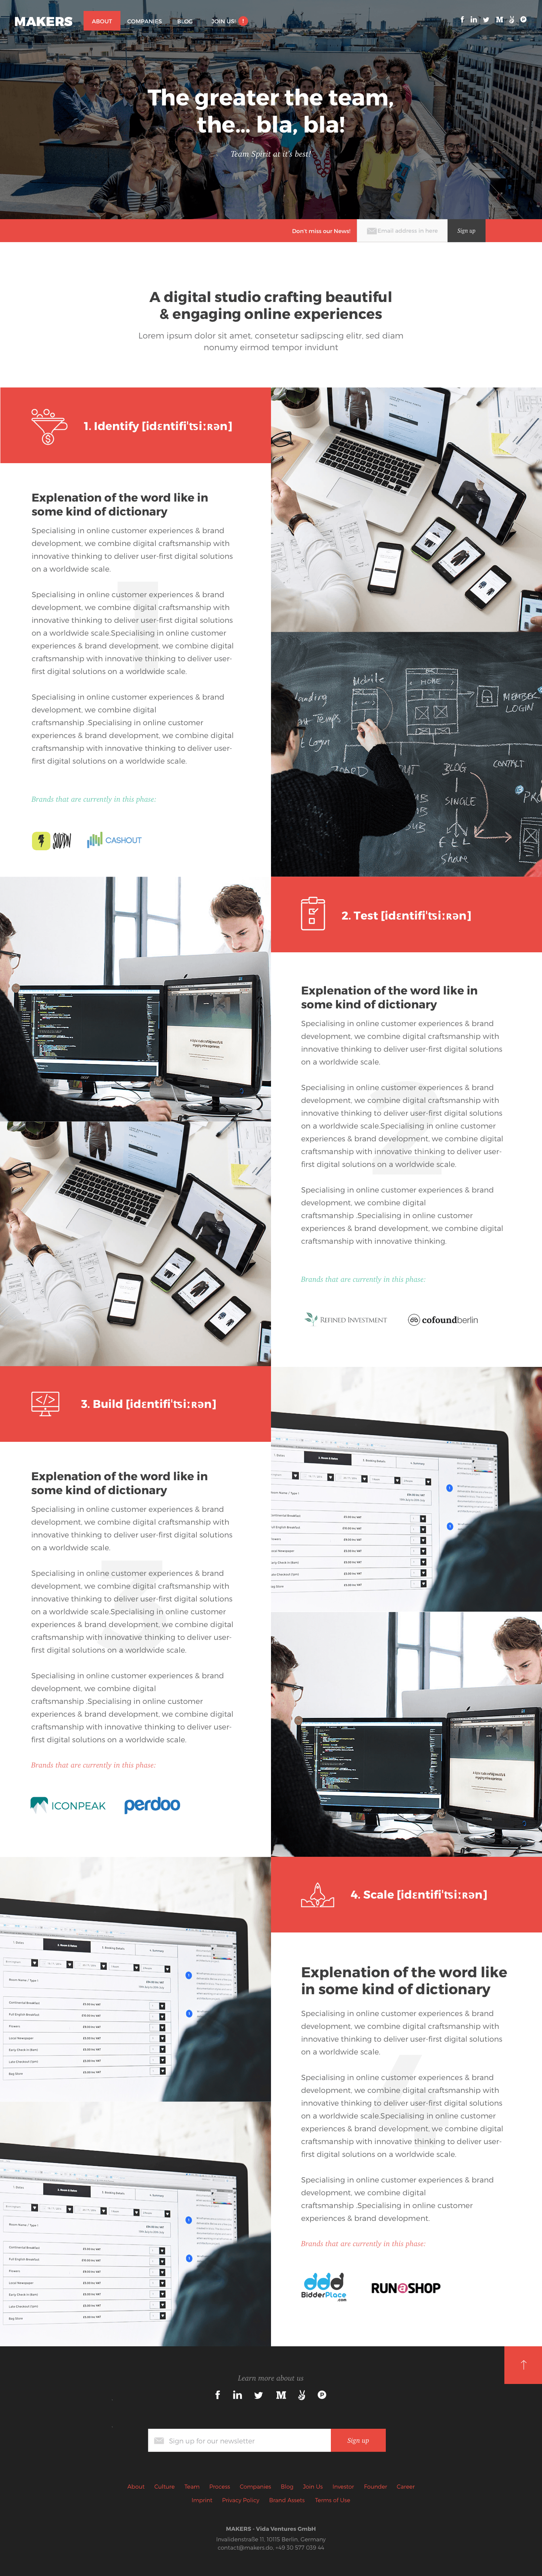 MAKERS
ABOUT
COMPANIES
BLOG
JOIN US!
The greater the team,
the... bla, bla!
Team Spirit at it's best!
Don't miss our News!
Email address in here
Sign up
A digital studio crafting beautiful
& engaging online experiences
Lorem ipsum dolor sit amet, consetetur sadipscing elitr, sed diam
nonumy eirmod tempor invidunt
1. Identify [idɛntifiˈʦiːʀən]
Explenation of the word like in
some kind of dictionary
Specialising in online customer experiences & brand
development, we combine digital craftsmanship with
innovative thinking to deliver user-first digital solutions
on a worldwide scale.
Specialising in online customer experiences & brand
development, we combine digital craftsmanship with
innovative thinking to deliver user-first digital solutions
on a worldwide scale.Specialising in online customer
experiences & brand development, we combine digital
craftsmanship with innovative thinking to deliver user-
first digital solutions on a worldwide scale.
Specialising in online customer experiences & brand
development, we combine digital
craftsmanship .Specialising in online customer
experiences & brand development, we combine digital
craftsmanship with innovative thinking to deliver user-
first digital solutions on a worldwide scale.
Brands that are currently in this phase:
CASHOUT
Mobile
HOME
MEMBER
LOGIN
BLOG
CONTACT
SINGLE
Share
2. Test [idɛntifiˈʦiːʀən]
Explenation of the word like in
some kind of dictionary
Specialising in online customer experiences & brand
development, we combine digital craftsmanship with
innovative thinking to deliver user-first digital solutions
on a worldwide scale.
Specialising in online customer experiences & brand
development, we combine digital craftsmanship with
innovative thinking to deliver user-first digital solutions
on a worldwide scale.Specialising in online customer
experiences & brand development, we combine digital
craftsmanship with innovative thinking to deliver user-
first digital solutions on a worldwide scale.
Specialising in online customer experiences & brand
development, we combine digital
craftsmanship .Specialising in online customer
experiences & brand development, we combine digital
craftsmanship with innovative thinking.
Brands that are currently in this phase:
REFINED INVESTMENT
cofoundberlin
3. Build [idɛntifiˈʦiːʀən]
Explenation of the word like in
some kind of dictionary
Specialising in online customer experiences & brand
development, we combine digital craftsmanship with
innovative thinking to deliver user-first digital solutions
on a worldwide scale.
Specialising in online customer experiences & brand
development, we combine digital craftsmanship with
innovative thinking to deliver user-first digital solutions
on a worldwide scale.Specialising in online customer
experiences & brand development, we combine digital
craftsmanship with innovative thinking to deliver user-
first digital solutions on a worldwide scale.
Specialising in online customer experiences & brand
development, we combine digital
craftsmanship .Specialising in online customer
experiences & brand development, we combine digital
craftsmanship with innovative thinking to deliver user-
first digital solutions on a worldwide scale.
Brands that are currently in this phase:
ICONPEAK
perdoo
4. Scale [idɛntifiˈʦiːʀən]
Explenation of the word like
in some kind of dictionary
Specialising in online customer experiences & brand
development, we combine digital craftsmanship with
innovative thinking to deliver user-first digital solutions
on a worldwide scale.
Specialising in online customer experiences & brand
development, we combine digital craftsmanship with
innovative thinking to deliver user-first digital solutions
on a worldwide scale.Specialising in online customer
experiences & brand development, we combine digital
craftsmanship with innovative thinking to deliver user-
first digital solutions on a worldwide scale.
Specialising in online customer experiences & brand
development, we combine digital
craftsmanship .Specialising in online customer
experiences & brand development.
Brands that are currently in this phase:
BidderPlace
.com
RUN a SHOP
Learn more about us
Sign up for our newsletter
Sign up
About Culture Team Process Companies Blog Join Us Investor Founder Career
Imprint Privacy Policy Brand Assets Terms of Use
MAKERS - Vida Ventures GmbH
Invalidenstraße 11, 10115 Berlin, Germany
contact@makers.do, +49 30 577 039 44